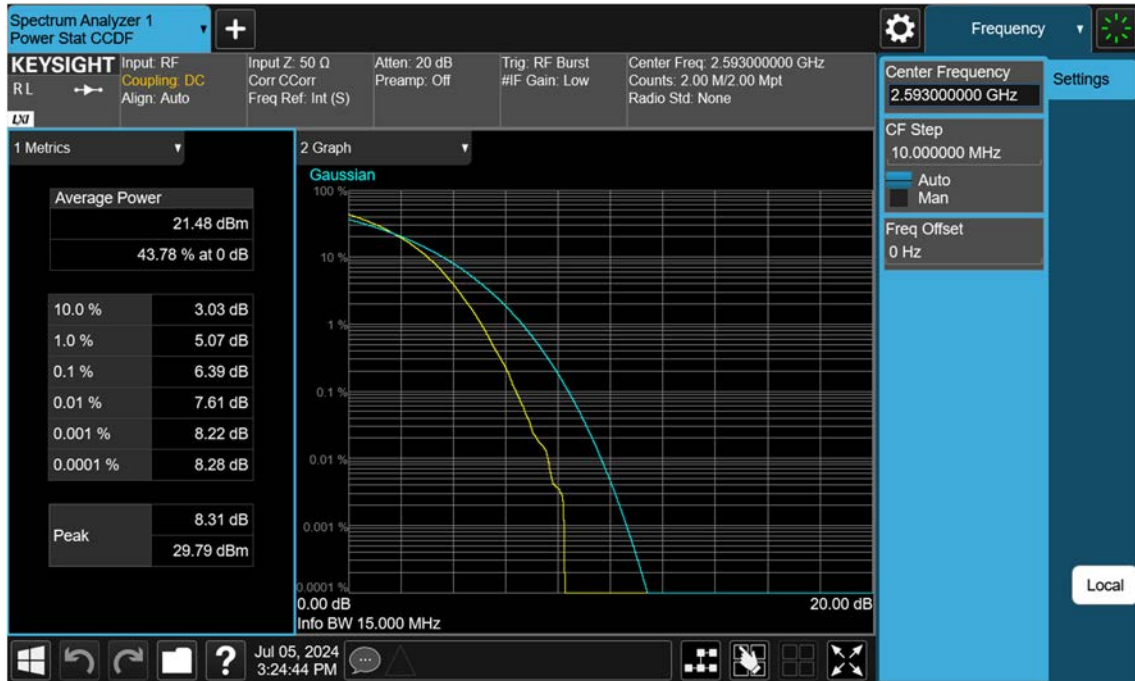 Spectrum Analyzer 1
Power Stat CCDF
Frequency
KEYSIGHT
R L
LXI
Input: RF
Coupling: DC
Align: Auto
Input Z: 50 Ω
Corr CCorr
Freq Ref: Int (S)
Atten: 20 dB
Preamp: Off
Trig: RF Burst
#IF Gain: Low
Center Freq: 2.593000000 GHz
Counts: 2.00 M/2.00 Mpt
Radio Std: None
Center Frequency
2.593000000 GHz
Settings
CF Step
10.000000 MHz
Auto
Man
Freq Offset
0 Hz
Local
1 Metrics
Average Power
21.48 dBm
43.78 % at 0 dB
10.0 % 3.03 dB
1.0 % 5.07 dB
0.1 % 6.39 dB
0.01 % 7.61 dB
0.001 % 8.22 dB
0.0001 % 8.28 dB
Peak
8.31 dB
29.79 dBm
2 Graph
Gaussian
100 %
10 %
1 %
0.1 %
0.01 %
0.001 %
0.0001 %
0.00 dB 20.00 dB
Info BW 15.000 MHz
?
Jul 05, 2024
3:24:44 PM